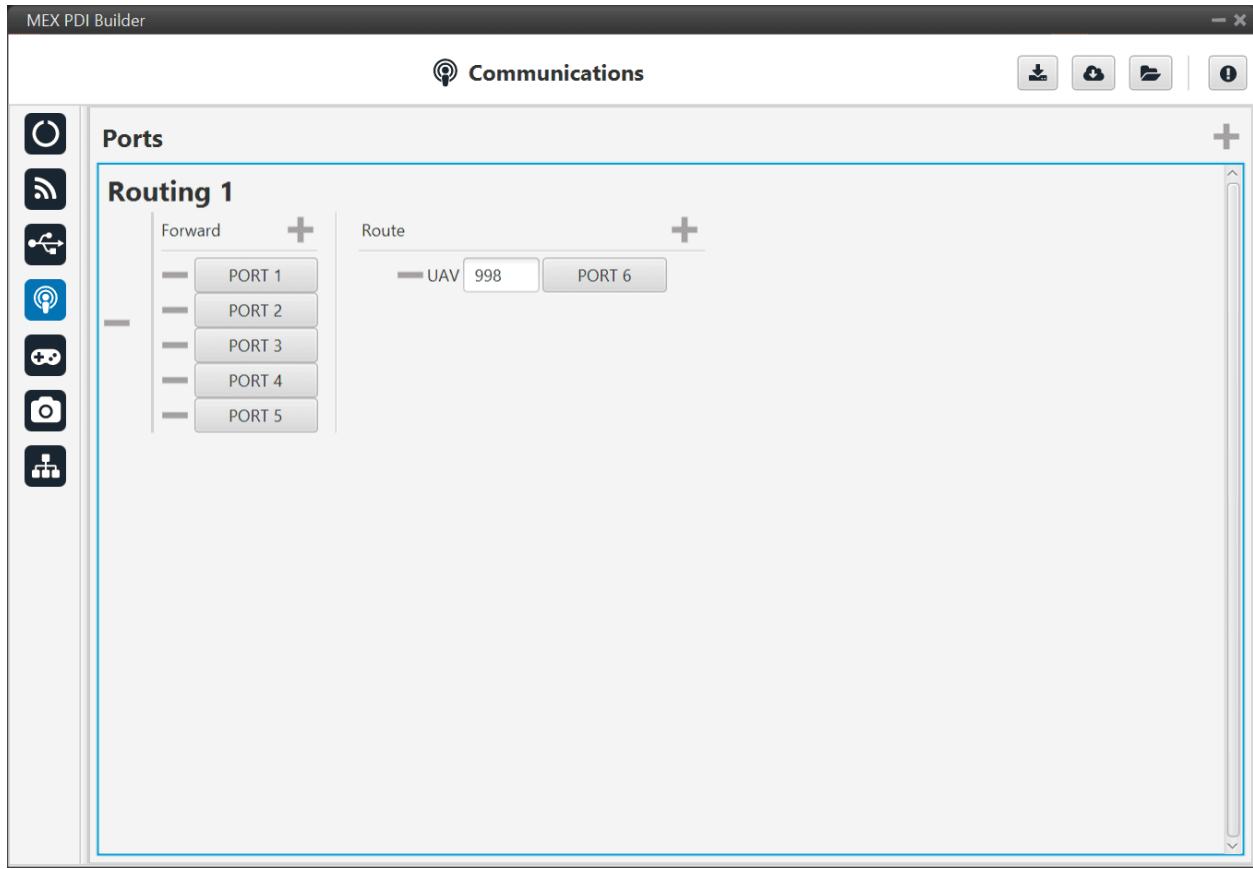 MEX PDI Builder
Communications
Ports
Routing 1
Forward
Route
PORT 1
UAV 998 PORT 6
PORT 2
PORT 3
PORT 4
PORT 5